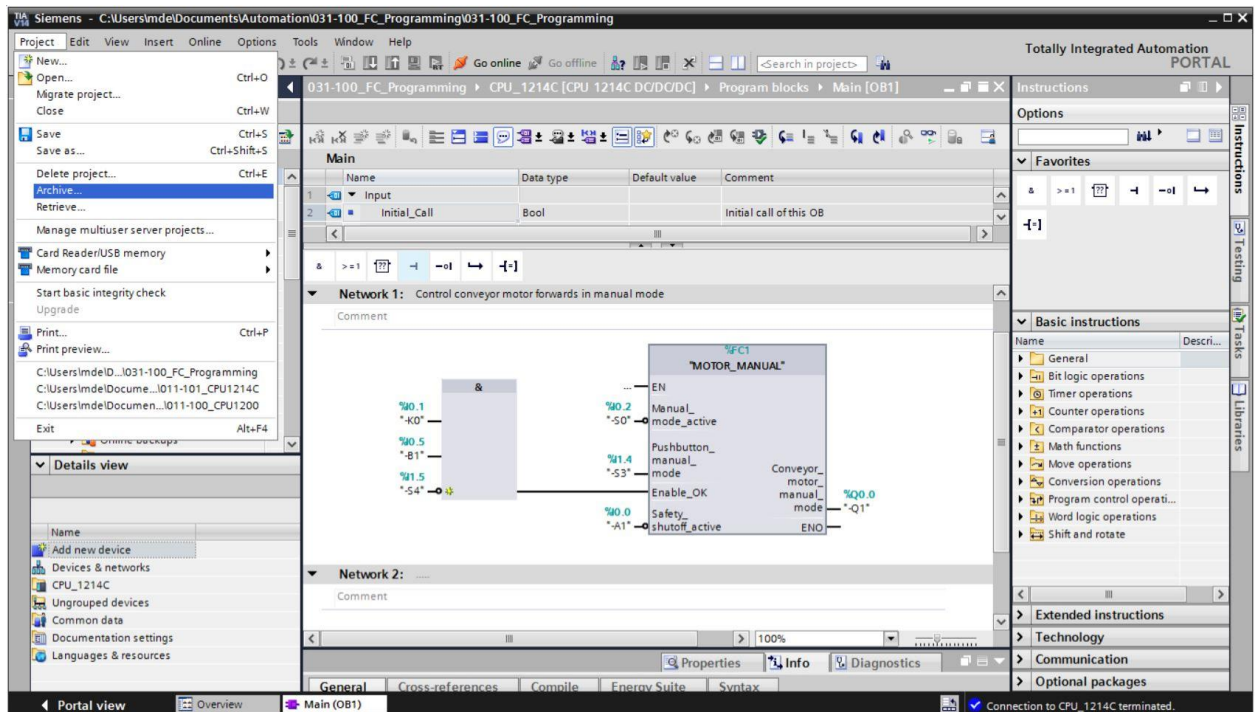 TIA V14 Siemens - C:\Users\mde\Documents\Automation\031-100_FC_Programming\031-100_FC_Programming
Project Edit View Insert Online Options Tools Window Help
Totally Integrated Automation
PORTAL
New...
Open... Ctrl+O
Migrate project...
Close Ctrl+W
Save Ctrl+S
Save as... Ctrl+Shift+S
Delete project... Ctrl+E
Archive...
Retrieve...
Manage multiuser server projects...
Card Reader/USB memory
Memory card file
Start basic integrity check
Upgrade
Print... Ctrl+P
Print preview...
C:\Users\mde\D...\031-100_FC_Programming
C:\Users\mde\Docume...\011-101_CPU1214C
C:\Users\mde\Documen...\011-100_CPU1200
Exit Alt+F4
Online backups
Go online Go offline <Search in project>
031-100_FC_Programming CPU_1214C [CPU 1214C DC/DC/DC] Program blocks Main [OB1]
Main
Name Data type Default value Comment
1 Input
2 Initial_Call Bool Initial call of this OB
& >=1 ??
Network 1: Control conveyor motor forwards in manual mode
Comment
&
%I0.1
"-K0"
%I0.5
"-B1"
%I1.5
"-S4"
%FC1
"MOTOR_MANUAL"
... EN
%I0.2 Manual_
"-S0" mode_active
Pushbutton_
%I1.4 manual_
"-S3" mode
Enable_OK
%I0.0 Safety_
"-A1" shutoff_active
Conveyor_
motor_
manual_ %Q0.0
mode "-Q1"
ENO
Network 2: ......
Comment
100%
Properties Info Diagnostics
General Cross-references Compile Energy Suite Syntax
Details view
Name
Add new device
Devices & networks
CPU_1214C
Ungrouped devices
Common data
Documentation settings
Languages & resources
Instructions
Options
Favorites
& >=1 ??
Basic instructions
Name Descri...
General
Bit logic operations
Timer operations
Counter operations
Comparator operations
Math functions
Move operations
Conversion operations
Program control operati...
Word logic operations
Shift and rotate
Extended instructions
Technology
Communication
Optional packages
Instructions
Testing
Tasks
Libraries
Portal view Overview Main (OB1) Connection to CPU_1214C terminated.